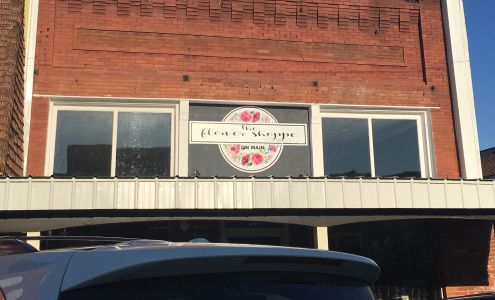 the
flower shoppe
ON MAIN